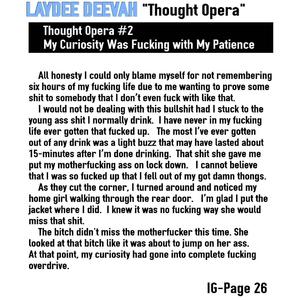 LAYDEE DEEVAH "Thought Opera"
Thought Opera #2
My Curiosity Was Fucking with My Patience
All honesty I could only blame myself for not remembering
six hours of my fucking life due to me wanting to prove some
shit to somebody that I don't even fuck with like that.
I would not be dealing with this bullshit had I stuck to the
young ass shit I normally drink. I have never in my fucking
life ever gotten that fucked up. The most I've ever gotten
out of any drink was a light buzz that may have lasted about
15-minutes after I'm done drinking. That shit she gave me
put my motherfucking ass on lock down. I cannot believe
that I was so fucked up that I fell out of my got damn thongs.
As they cut the corner, I turned around and noticed my
home girl walking through the rear door. I'm glad I put the
jacket where I did. I knew it was no fucking way she would
miss that shit.
The bitch didn't miss the motherfucker this time. She
looked at that bitch like it was about to jump on her ass.
At that point, my curiosity had gone into complete fucking
overdrive.
IG-Page 26